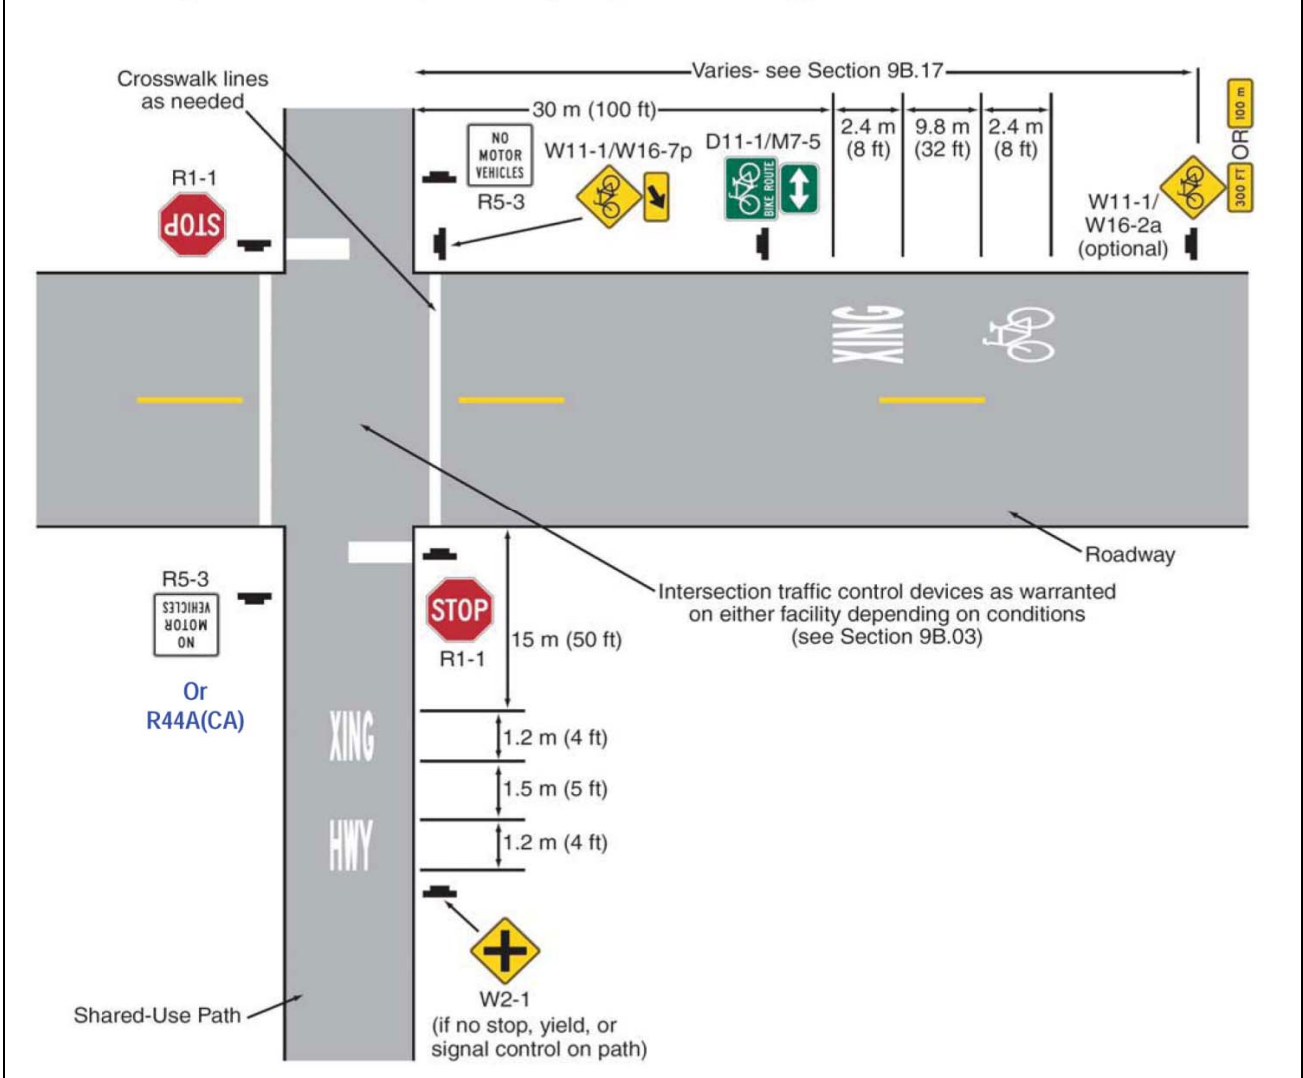 Varies- see Section 9B.17
Crosswalk lines
as needed
30 m (100 ft)
2.4 m
(8 ft)
9.8 m
(32 ft)
2.4 m
(8 ft)
100 m
OR
300 FT
NO
MOTOR
VEHICLES
R5-3
W11-1/W16-7p
D11-1/M7-5
BIKE ROUTE
R1-1
STOP
W11-1/
W16-2a
(optional)
XING
Roadway
R5-3
NO
MOTOR
VEHICLES
Or
R44A(CA)
STOP
R1-1
15 m (50 ft)
Intersection traffic control devices as warranted
on either facility depending on conditions
(see Section 9B.03)
XING
1.2 m (4 ft)
1.5 m (5 ft)
HWY
1.2 m (4 ft)
W2-1
(if no stop, yield, or
signal control on path)
Shared-Use Path